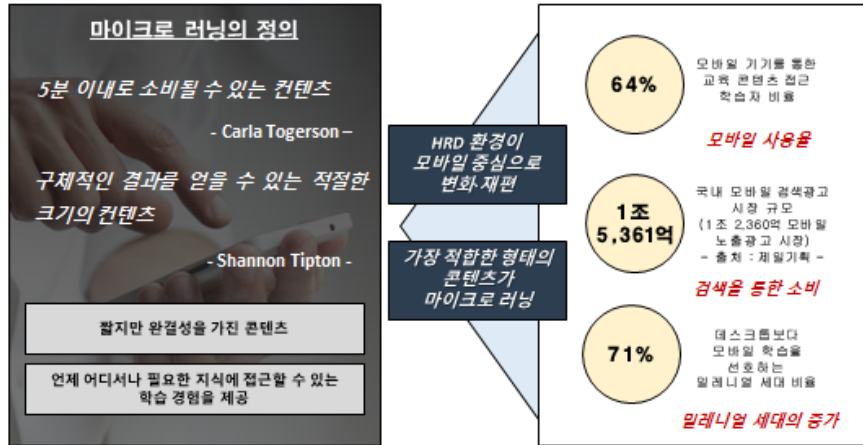 마이크로 러닝의 정의
5분 이내로 소비될 수 있는 컨텐츠
- Carla Togerson –
구체적인 결과를 얻을 수 있는 적절한
크기의 컨텐츠
- Shannon Tipton -
짧지만 완결성을 가진 콘텐츠
언제 어디서나 필요한 지식에 접근할 수 있는
학습 경험을 제공
HRD 환경이
모바일 중심으로
변화·재편
가장 적합한 형태의
콘텐츠가
마이크로 러닝
64%
모바일 기기를 통한
교육 콘텐츠 접근
학습자 비율
모바일 사용율
1조
5,361억
국내 모바일 검색광고
시장 규모
(1조 2,360억 모바일
노출광고 시장)
- 출처 : 제일기획 -
검색을 통한 소비
71%
데스크톱보다
모바일 학습을
선호하는
밀레니얼 세대 비율
밀레니얼 세대의 증가